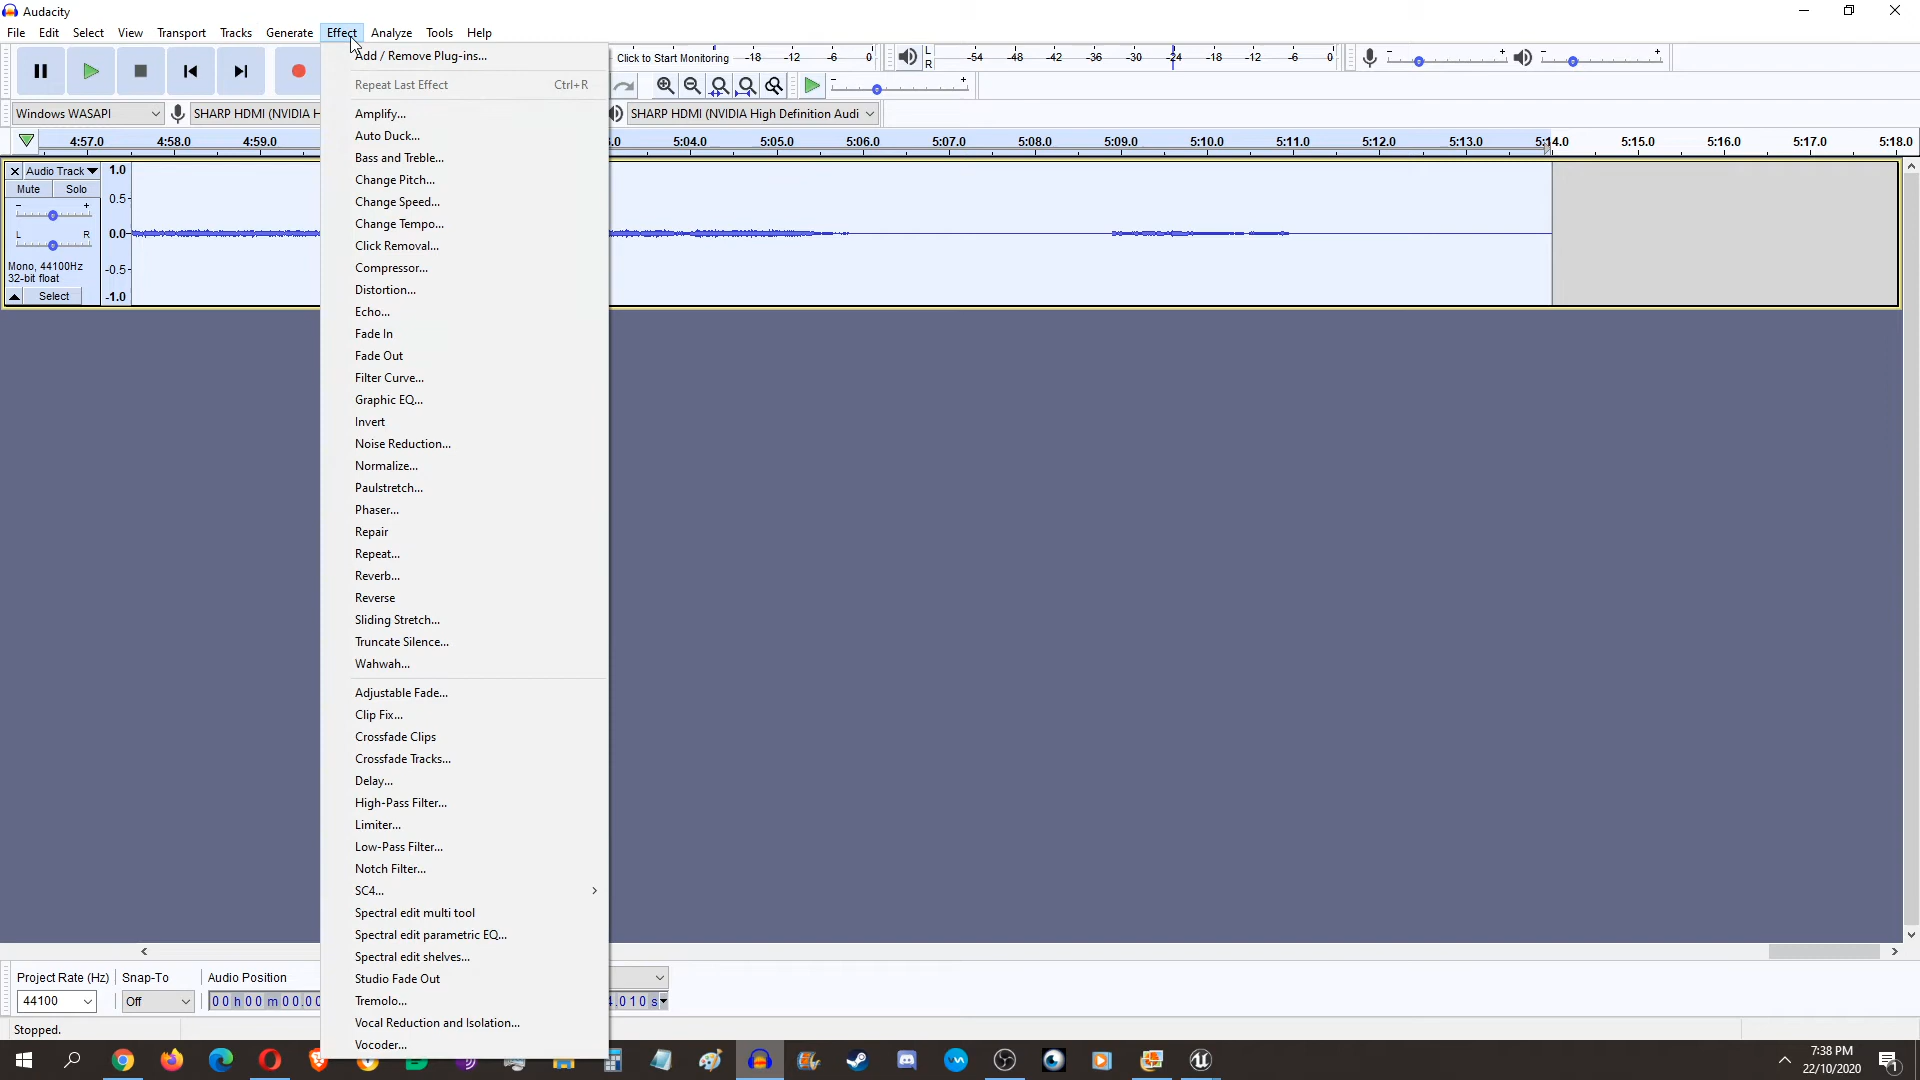 Audacity
File Edit Select View Transport Tracks Generate Effect Analyze Tools Help
Add / Remove Plug-ins...
Repeat Last Effect Ctrl+R
Amplify...
Auto Duck...
Bass and Treble...
Change Pitch...
Change Speed...
Change Tempo...
Click Removal...
Compressor...
Distortion...
Echo...
Fade In
Fade Out
Filter Curve...
Graphic EQ...
Invert
Noise Reduction...
Normalize...
Paulstretch...
Phaser...
Repair
Repeat...
Reverb...
Reverse
Sliding Stretch...
Truncate Silence...
Wahwah...
Adjustable Fade...
Clip Fix...
Crossfade Clips
Crossfade Tracks...
Delay...
High-Pass Filter...
Limiter...
Low-Pass Filter...
Notch Filter...
SC4...
Spectral edit multi tool
Spectral edit parametric EQ...
Spectral edit shelves...
Studio Fade Out
Tremolo...
Vocal Reduction and Isolation...
Vocoder...
Click to Start Monitoring -18 -12 -6 0
L
R
-54 -48 -42 -36 -30 -24 -18 -12 -6 0
Windows WASAPI SHARP HDMI (NVIDIA H SHARP HDMI (NVIDIA High Definition Audi
4:57.0 4:58.0 4:59.0 3.0 5:04.0 5:05.0 5:06.0 5:07.0 5:08.0 5:09.0 5:10.0 5:11.0 5:12.0 5:13.0 5:14.0 5:15.0 5:16.0 5:17.0 5:18.0
Audio Track
Mute Solo
- +
L R
Mono, 44100Hz
32-bit float
Select
1.0
0.5-
0.0-
-0.5-
-1.0
Project Rate (Hz) Snap-To Audio Position
44100 Off 00 h 00 m 00.00 4.010 s
Stopped.
7:38 PM
22/10/2020
1